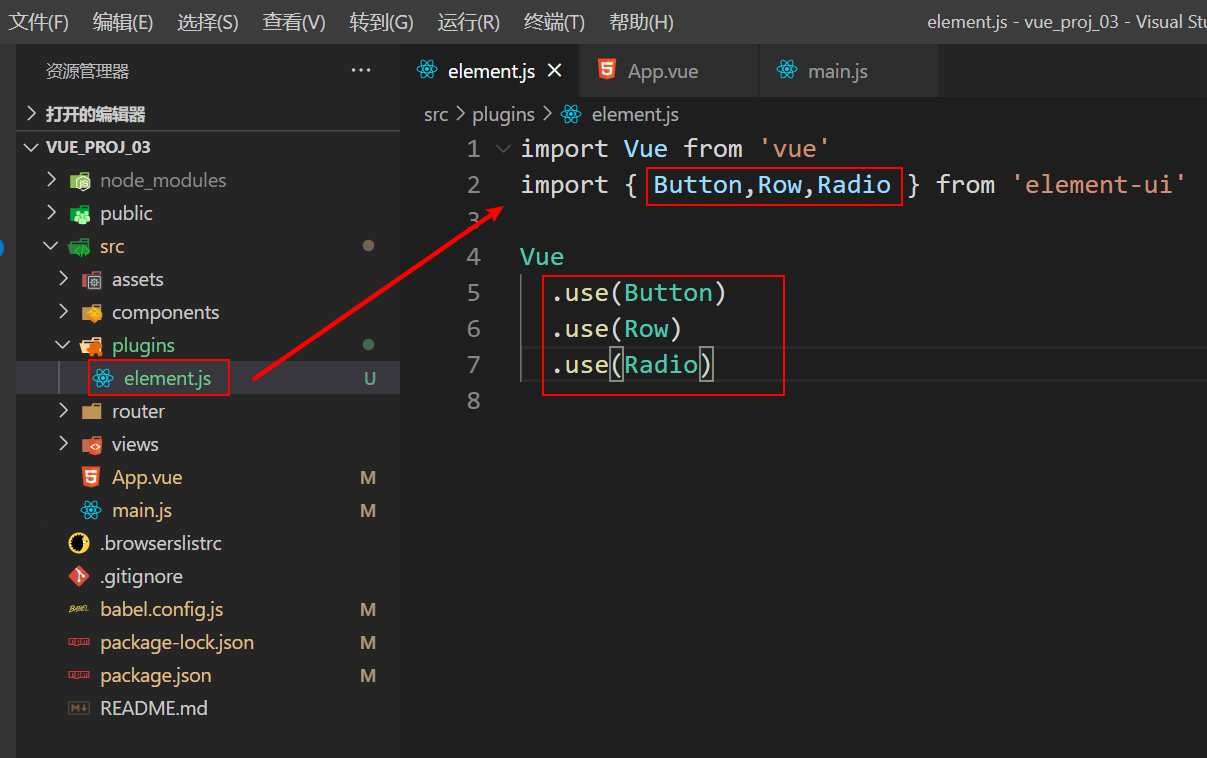 文件(F) 编辑(E) 选择(S) 查看(V) 转到(G) 运行(R) 终端(T) 帮助(H) element.js - vue_proj_03 - Visual Stu
资源管理器 ...
打开的编辑器
VUE_PROJ_03
node_modules
public
src
assets
components
plugins
element.js U
router
views
App.vue M
main.js M
.browserslistrc
.gitignore
babel.config.js M
package-lock.json M
package.json M
README.md
element.js App.vue main.js
src > plugins > element.js
1 import Vue from 'vue'
2 import { Button,Row,Radio } from 'element-ui'
3
4 Vue
5 .use(Button)
6 .use(Row)
7 .use(Radio)
8